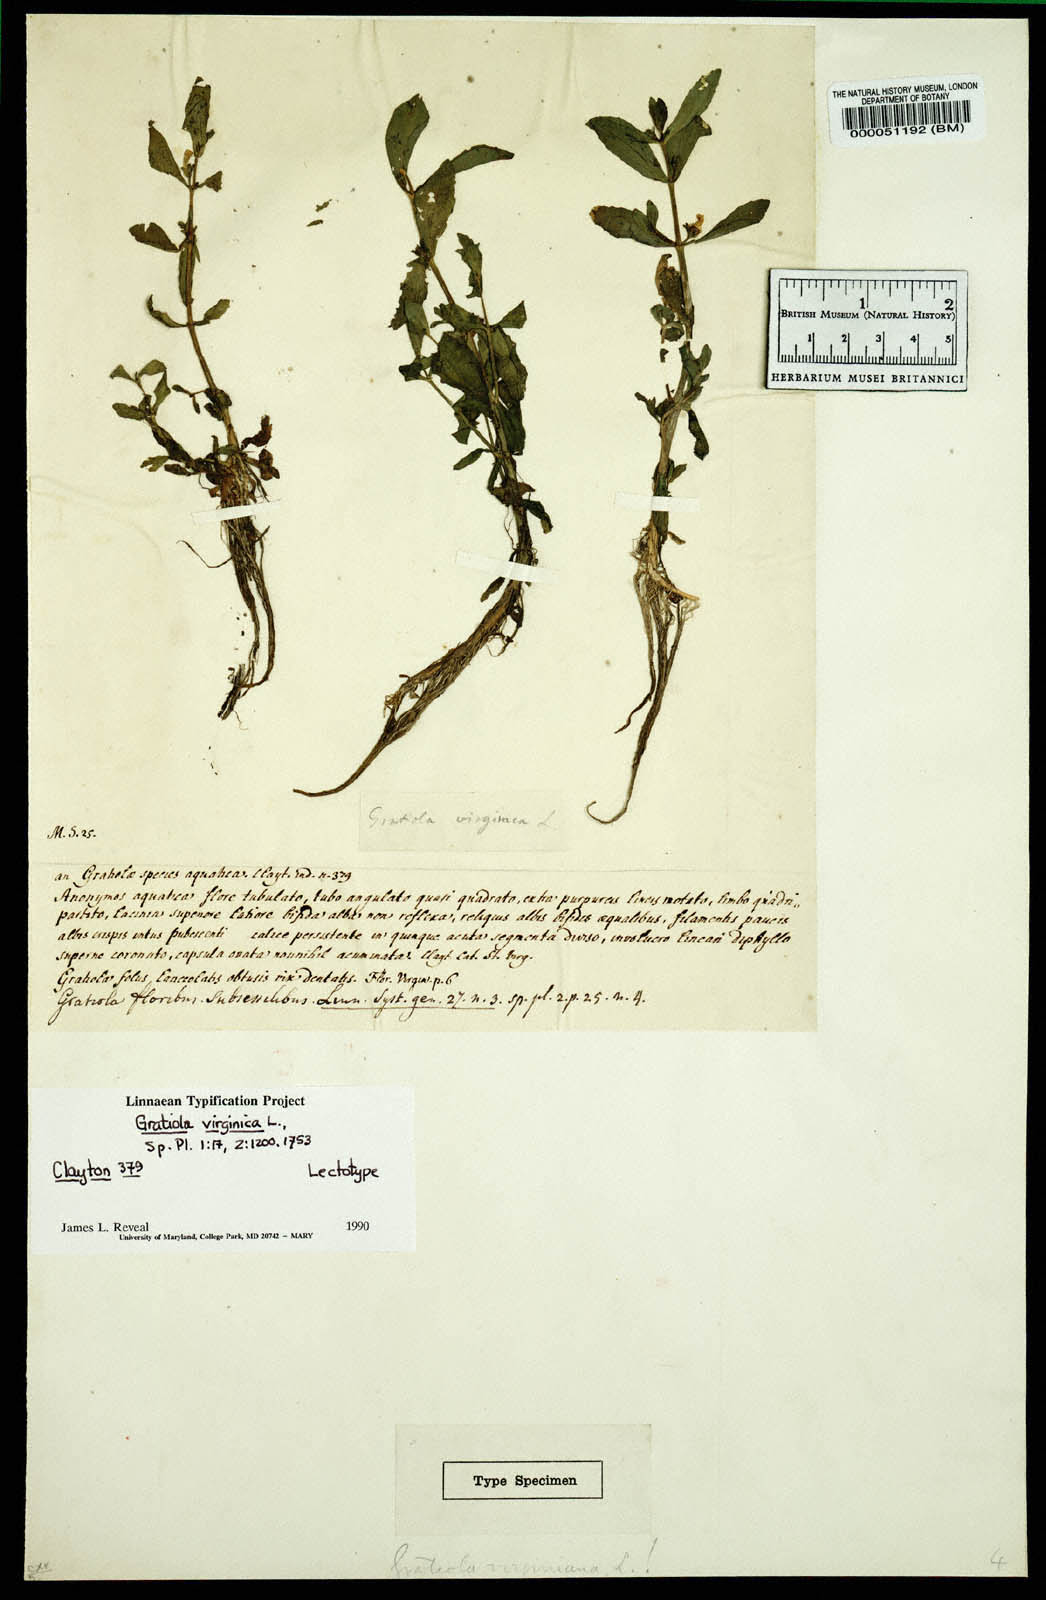 THE NATURAL HISTORY MUSEUM, LONDON
DEPARTMENT OF BOTANY
000051192 (BM)
1 2
BRITISH MUSEUM (NATURAL HISTORY)
1 2 3 4 5
HERBARIUM MUSEI BRITANNICI
Gratiola virginica L.
M. S. 25.
an Gratiolæ species aquatica. Clayt. n. 379
Anonymos aquatica flore tubulato, tubo angulato quasi quadrato, extra purpureis lineis notato, limbo quadri„
partito, lacinia superiore latiore bifida alba non reflexa, reliquis albis bifidis æqualibus, filamentis paucis
albis crispis intus pubescenti calice persistente in quinque acuta segmenta diviso, involucro lineari diphyllo
superne coronato, capsula ovata nonnihil acuminata. Clayt. Cat. St. Virg.
Gratiola foliis lanceolatis obtusis vix dentatis. Flor. Virgin. p. 6
Gratiola floribus Subsessilibus. Linn. Syst. gen. 27. n. 3. sp. pl. 2. p. 25. n. 4.
Linnaean Typification Project
Gratiola virginica L.,
Sp. Pl. 1:17, 2:1200. 1753
Clayton 379 Lectotype
James L. Reveal 1990
University of Maryland, College Park, MD 20742 – MARY
Type Specimen
Gratiola virginiana L.!
4